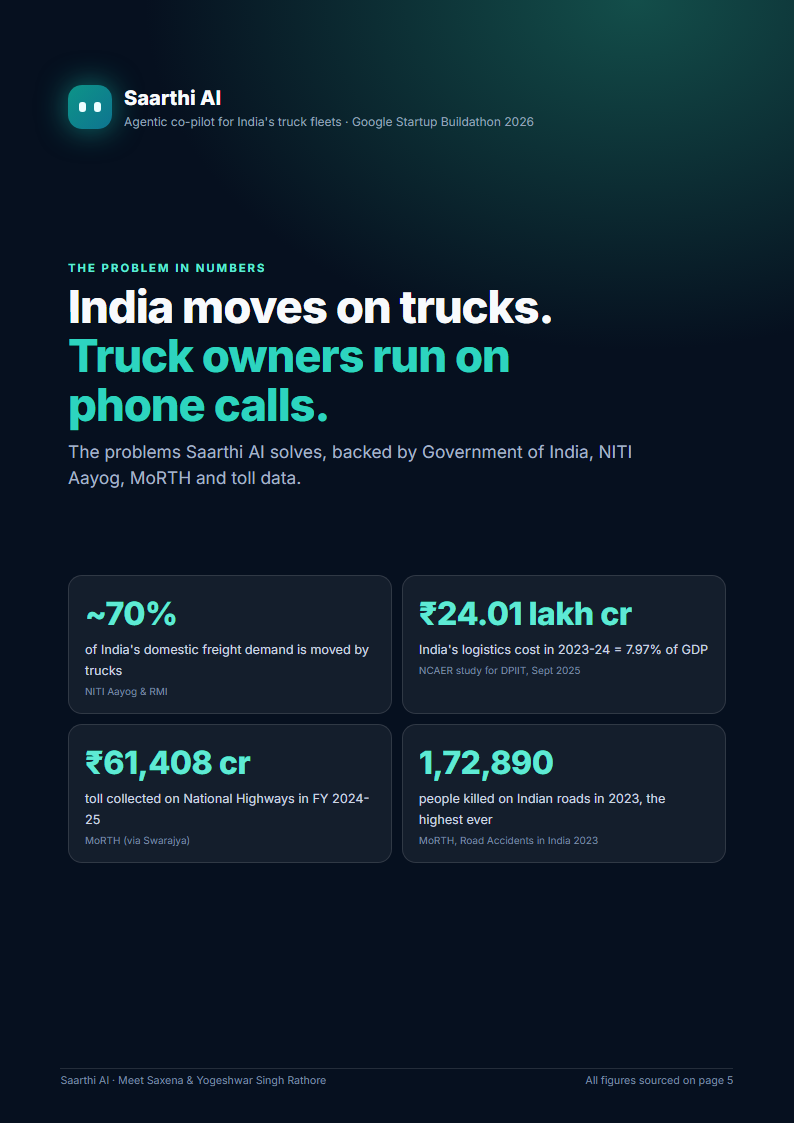 Saarthi AI
Agentic co-pilot for India's truck fleets · Google Startup Buildathon 2026
THE PROBLEM IN NUMBERS
India moves on trucks.
Truck owners run on
phone calls.
The problems Saarthi AI solves, backed by Government of India, NITI
Aayog, MoRTH and toll data.
~70%
of India's domestic freight demand is moved by
trucks
NITI Aayog & RMI
₹24.01 lakh cr
India's logistics cost in 2023-24 = 7.97% of GDP
NCAER study for DPIIT, Sept 2025
₹61,408 cr
toll collected on National Highways in FY 2024-
25
MoRTH (via Swarajya)
1,72,890
people killed on Indian roads in 2023, the
highest ever
MoRTH, Road Accidents in India 2023
Saarthi AI · Meet Saxena & Yogeshwar Singh Rathore
All figures sourced on page 5